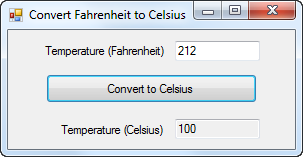 Convert Fahrenheit to Celsius
Temperature (Fahrenheit) 212
Convert to Celsius
Temperature (Celsius) 100